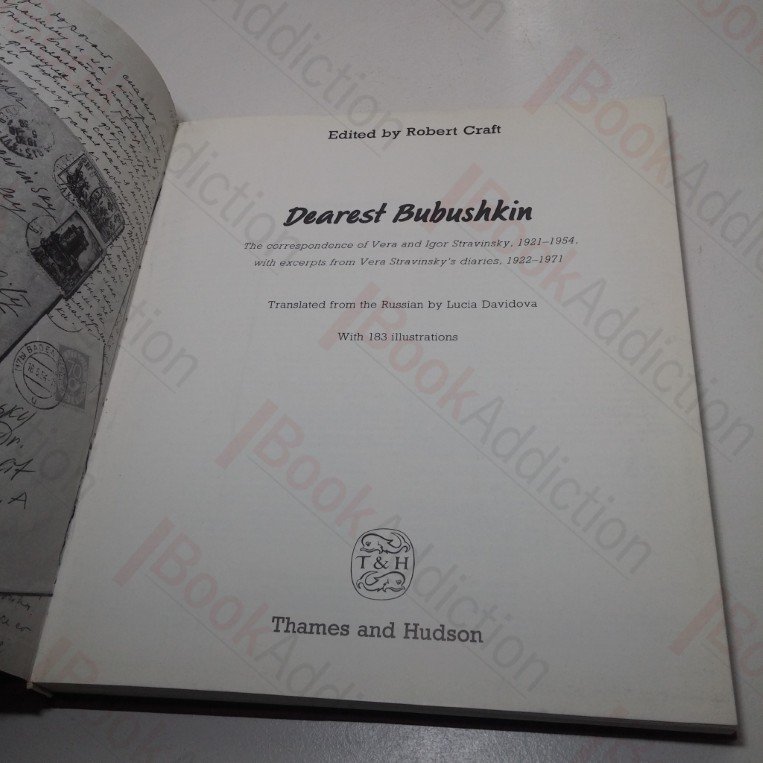 Edited by Robert Craft
Dearest Bubushkin
The correspondence of Vera and Igor Stravinsky, 1921–1954,
with excerpts from Vera Stravinsky's diaries, 1922–1971
Translated from the Russian by Lucia Davidova
With 183 illustrations
T & H
Thames and Hudson
BookAddiction